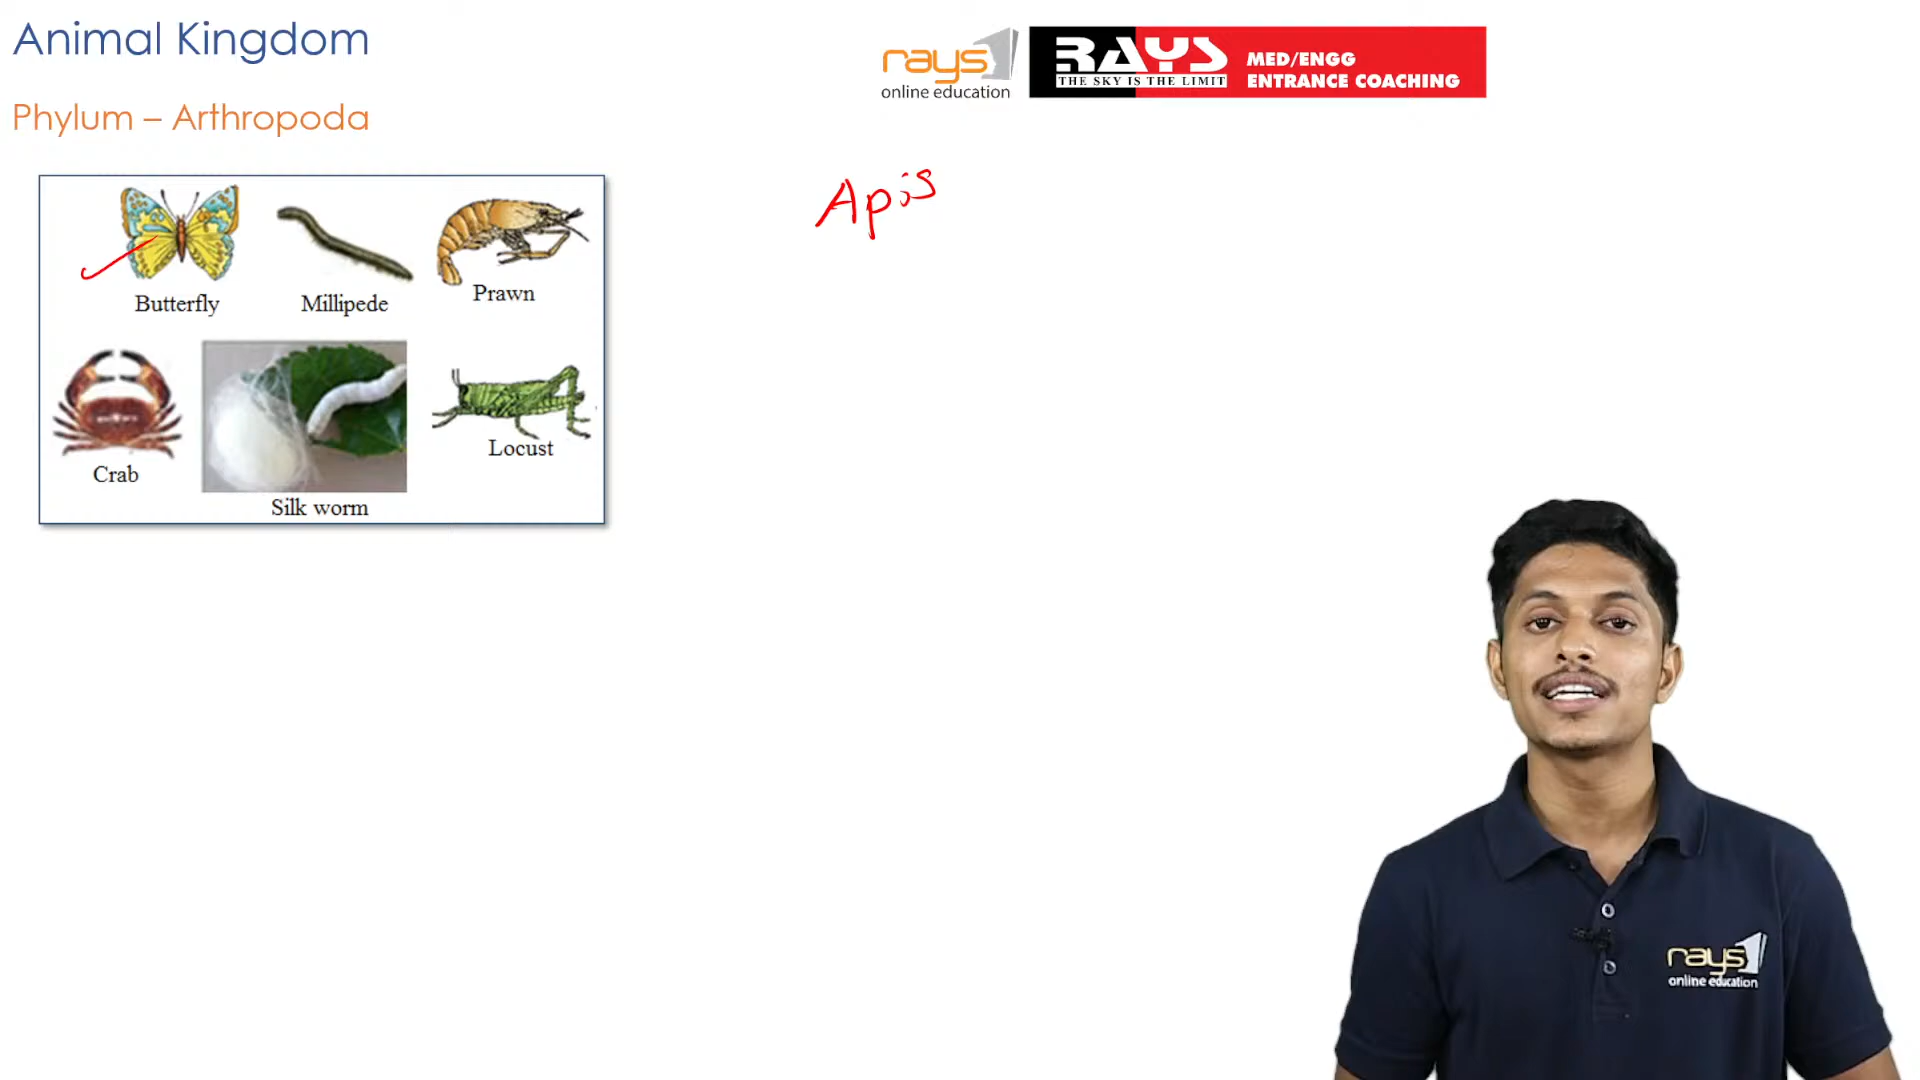 Animal Kingdom
rays
online education
RAYS
THE SKY IS THE LIMIT
MED/ENGG
ENTRANCE COACHING
Phylum – Arthropoda
Apis
Butterfly
Millipede
Prawn
Crab
Silk worm
Locust
rays
online education